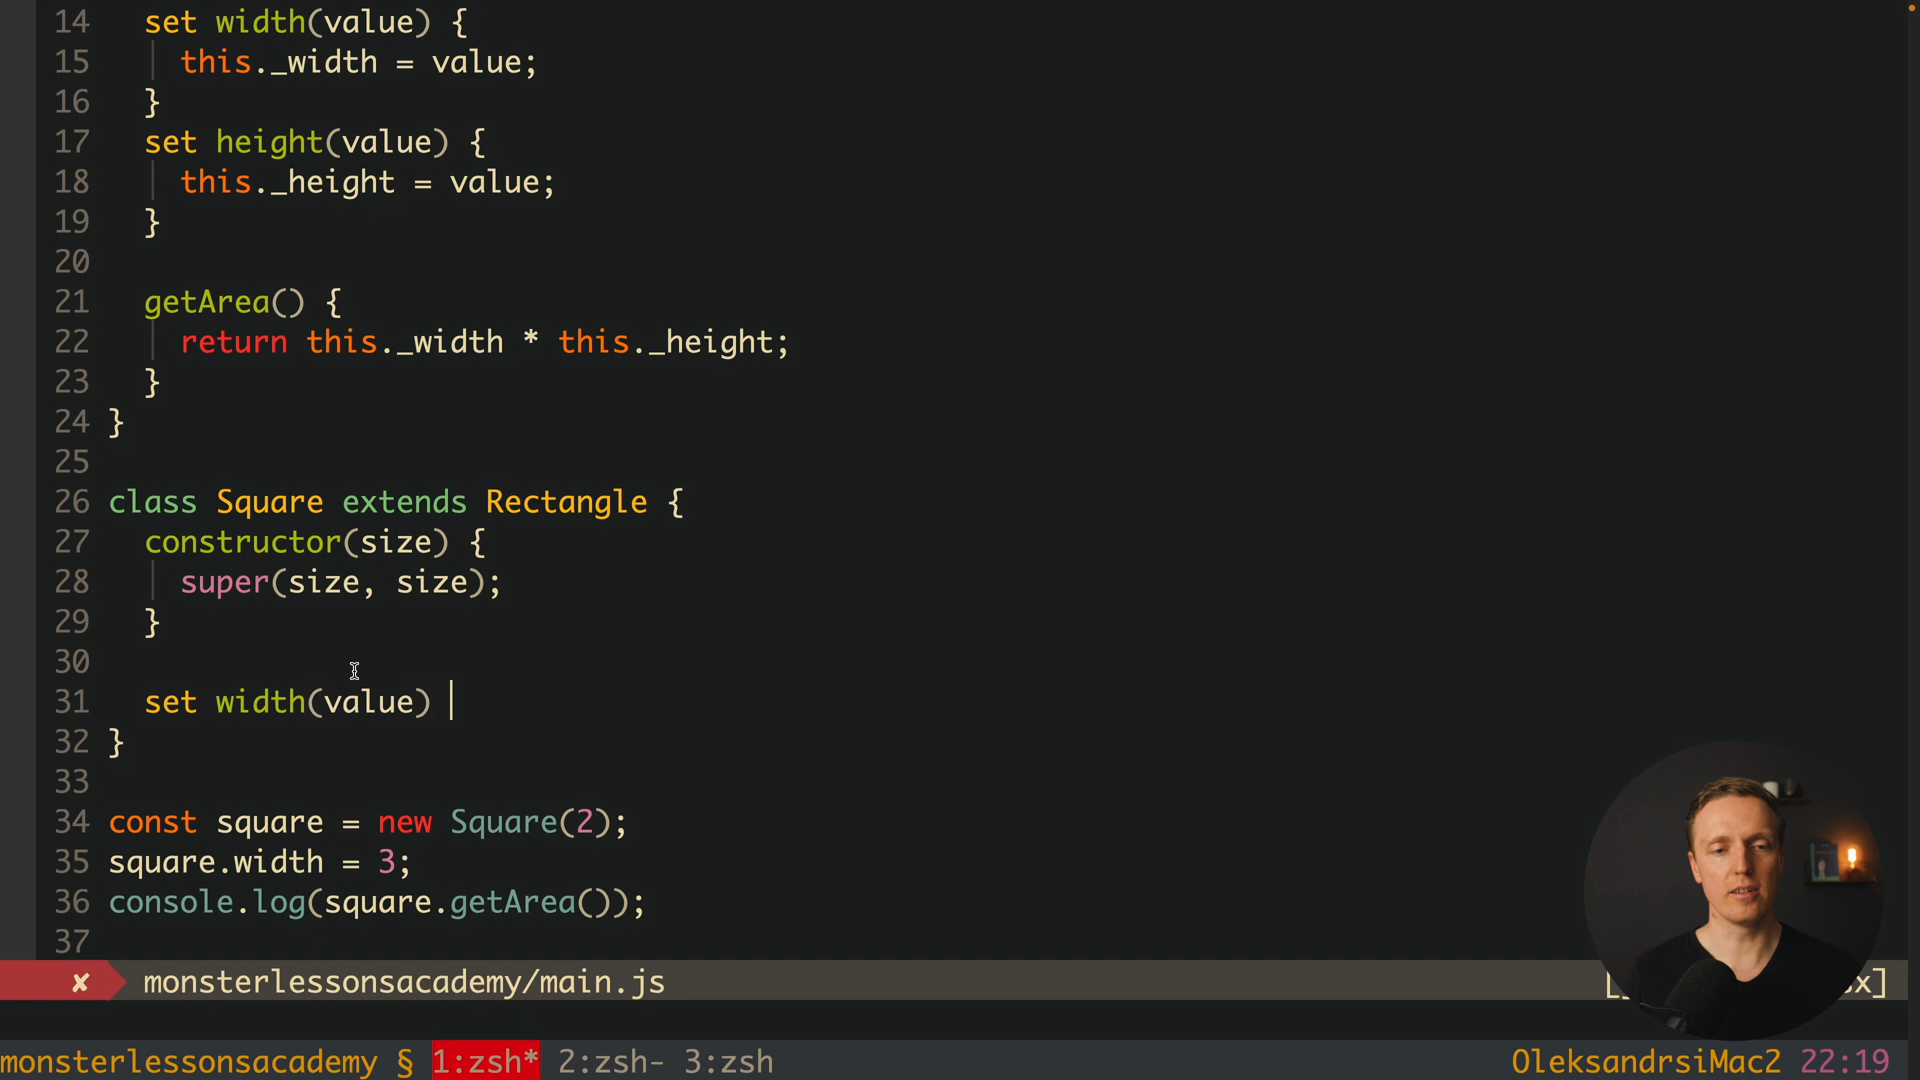 14 set width(value) {
15 this._width = value;
16 }
17 set height(value) {
18 this._height = value;
19 }
20
21 getArea() {
22 return this._width * this._height;
23 }
24 }
25
26 class Square extends Rectangle {
27 constructor(size) {
28 super(size, size);
29 }
30
31 set width(value)
32 }
33
34 const square = new Square(2);
35 square.width = 3;
36 console.log(square.getArea());
37
✘ monsterlessonsacademy/main.js
monsterlessonsacademy § 1:zsh* 2:zsh- 3:zsh OleksandrsiMac2 22:19